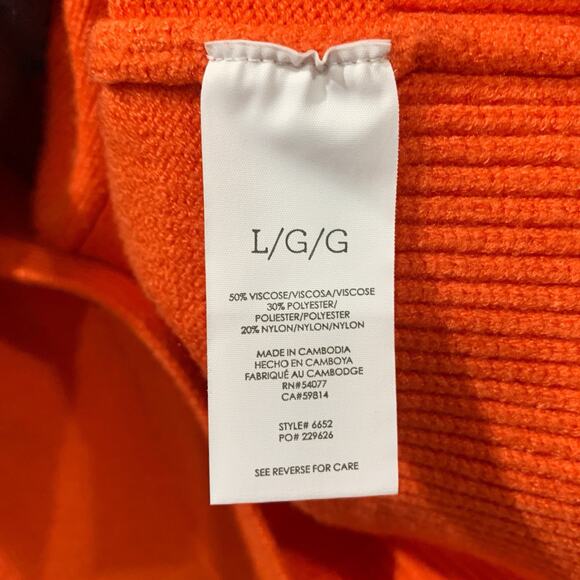 L/G/G
50% VISCOSE/VISCOSA/VISCOSE
30% POLYESTER/
POLIESTER/POLYESTER
20% NYLON/NYLON/NYLON
MADE IN CAMBODIA
HECHO EN CAMBOYA
FABRIQUÉ AU CAMBODGE
RN#54077
CA#59814
STYLE# 6652
PO# 229626
SEE REVERSE FOR CARE